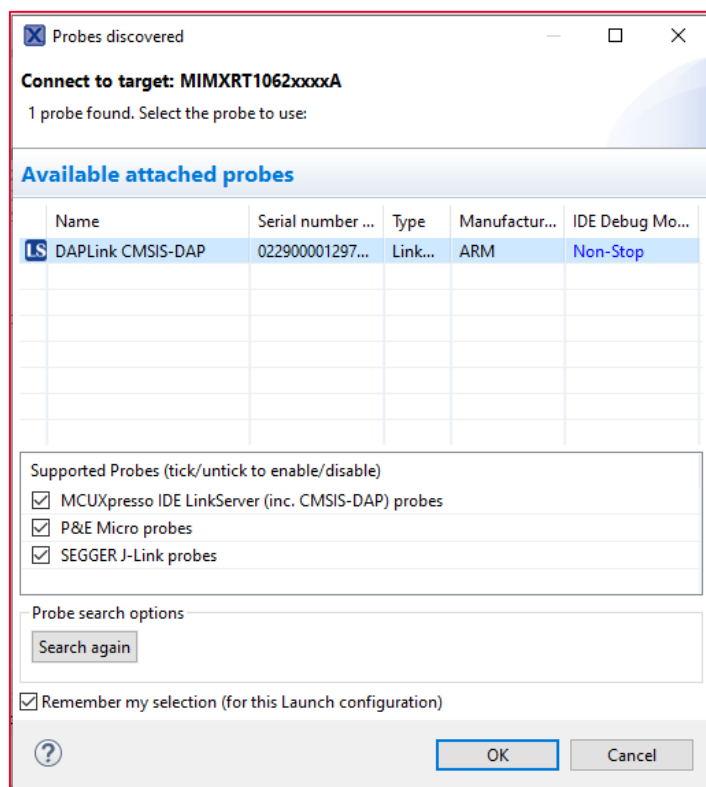 Probes discovered
Connect to target: MIMXRT1062xxxxA
1 probe found. Select the probe to use:
Available attached probes
Name Serial number ... Type Manufactur... IDE Debug Mo...
LS DAPLink CMSIS-DAP 022900001297... Link... ARM Non-Stop
Supported Probes (tick/untick to enable/disable)
MCUXpresso IDE LinkServer (inc. CMSIS-DAP) probes
P&E Micro probes
SEGGER J-Link probes
Probe search options
Search again
Remember my selection (for this Launch configuration)
? OK Cancel